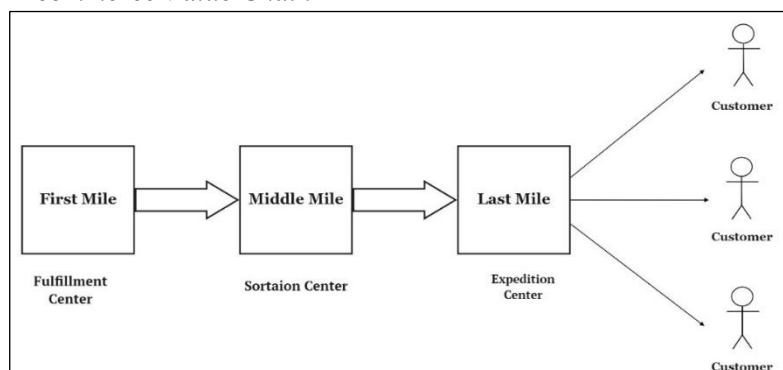 First Mile
Middle Mile
Last Mile
Fulfillment
Center
Sortaion Center
Expedition
Center
Customer
Customer
Customer